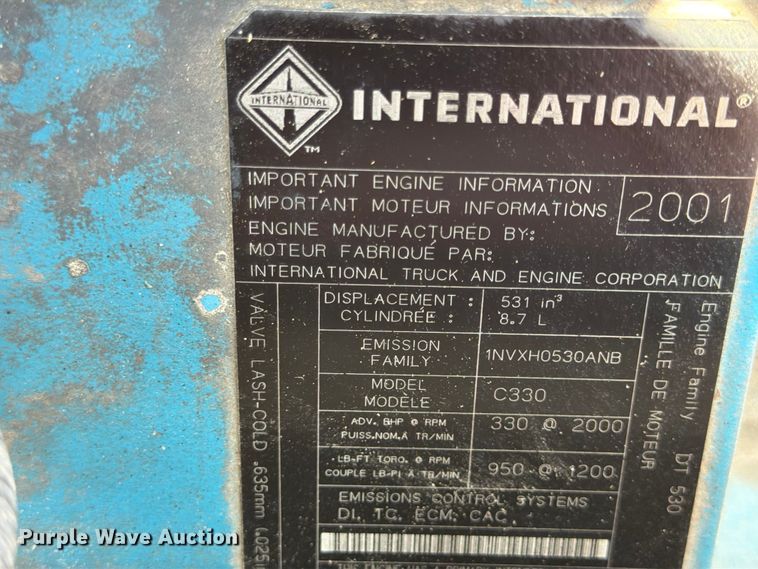 INTERNATIONAL
TM
INTERNATIONAL®
IMPORTANT ENGINE INFORMATION
IMPORTANT MOTEUR INFORMATIONS
2001
ENGINE MANUFACTURED BY:
MOTEUR FABRIQUÉ PAR:
INTERNATIONAL TRUCK AND ENGINE CORPORATION
VALVE LASH-COLD .635mm (.025i
DISPLACEMENT : 531 in³
CYLINDRÉE : 8.7 L
EMISSION FAMILY 1NVXH0530ANB
MODEL
MODÈLE C330
ADV. BHP @ RPM
PUISS.NOM.À TR/MIN 330 @ 2000
LB-FT TORQ. @ RPM
COUPLE LB-PI À TR/MIN 950 @ 1200
EMISSIONS CONTROL SYSTEMS
DI, TC, ECM, CAC,
Engine Family DT 530
FAMILLE DE MOTEUR
Purple Wave Auction